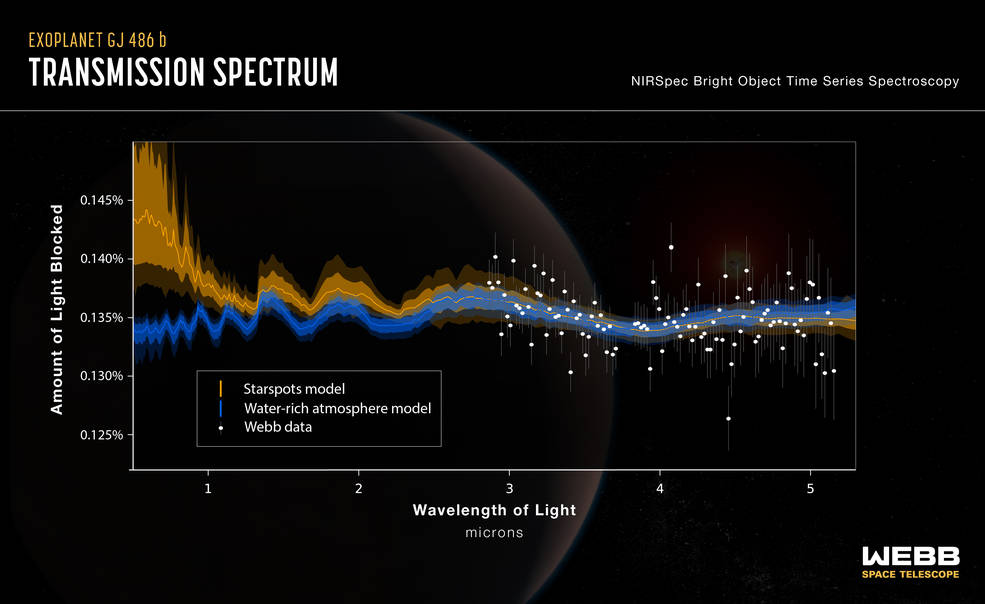 EXOPLANET GJ 486 b
TRANSMISSION SPECTRUM
NIRSpec Bright Object Time Series Spectroscopy
Amount of Light Blocked
0.145%
0.140%
0.135%
0.130%
0.125%
Starspots model
Water-rich atmosphere model
Webb data
1 2 3 4 5
Wavelength of Light
microns
WEBB
SPACE TELESCOPE